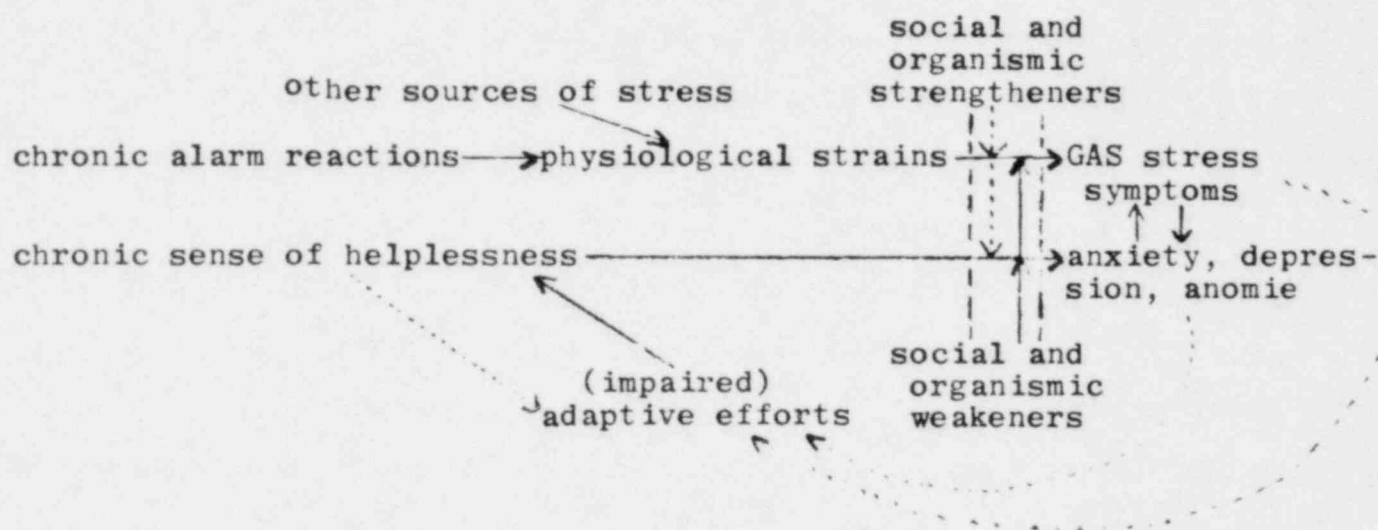 social and
organismic
strengtheners
other sources of stress
chronic alarm reactions
physiological strains
GAS stress
symptoms
chronic sense of helplessness
anxiety, depres-
sion, anomie
social and
organismic
weakeners
(impaired)
adaptive efforts